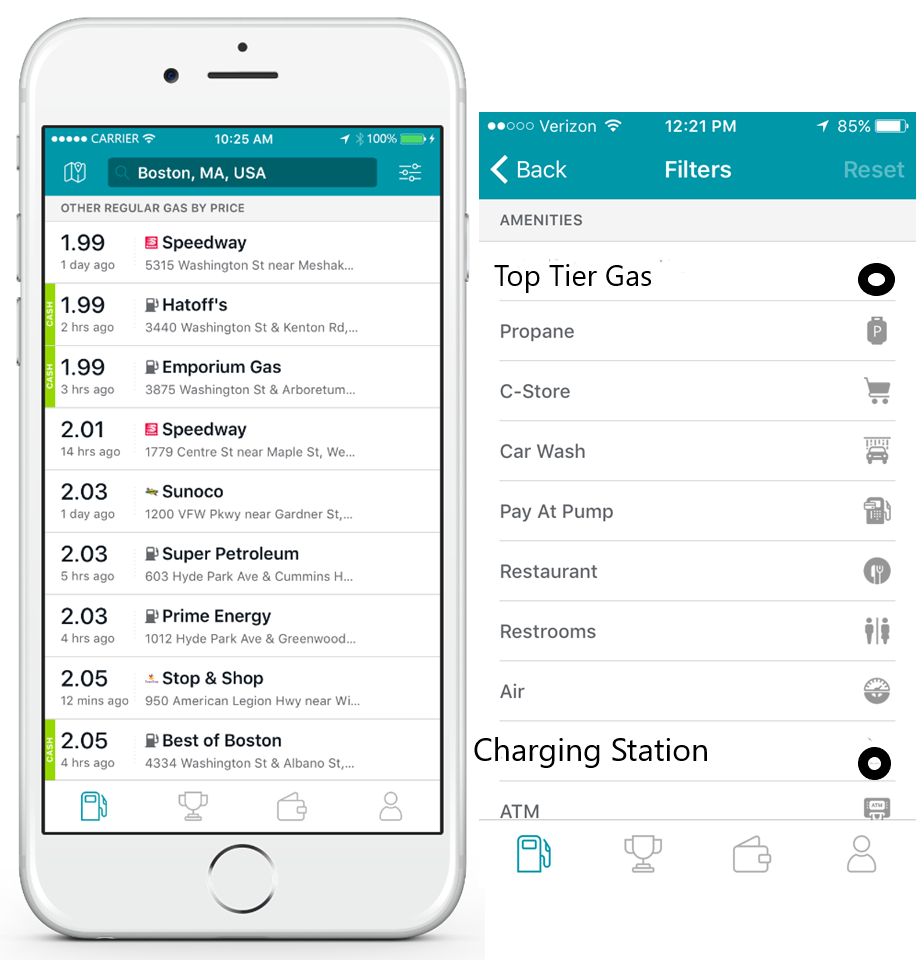 CARRIER 10:25 AM 100%
Boston, MA, USA
OTHER REGULAR GAS BY PRICE
1.99 Speedway
1 day ago 5315 Washington St near Meshak...
CASH
1.99 Hatoff's
2 hrs ago 3440 Washington St & Kenton Rd,...
CASH
1.99 Emporium Gas
3 hrs ago 3875 Washington St & Arboretum...
2.01 Speedway
14 hrs ago 1779 Centre St near Maple St, We...
2.03 Sunoco
1 day ago 1200 VFW Pkwy near Gardner St,...
2.03 Super Petroleum
5 hrs ago 603 Hyde Park Ave & Cummins H...
2.03 Prime Energy
4 hrs ago 1012 Hyde Park Ave & Greenwood...
2.05 Stop & Shop
12 mins ago 950 American Legion Hwy near Wi...
CASH
2.05 Best of Boston
4 hrs ago 4334 Washington St & Albano St,...
Verizon 12:21 PM 85%
Back Filters Reset
AMENITIES
Top Tier Gas
Propane P
C-Store
Car Wash
Pay At Pump
Restaurant
Restrooms
Air
Charging Station
ATM ATM